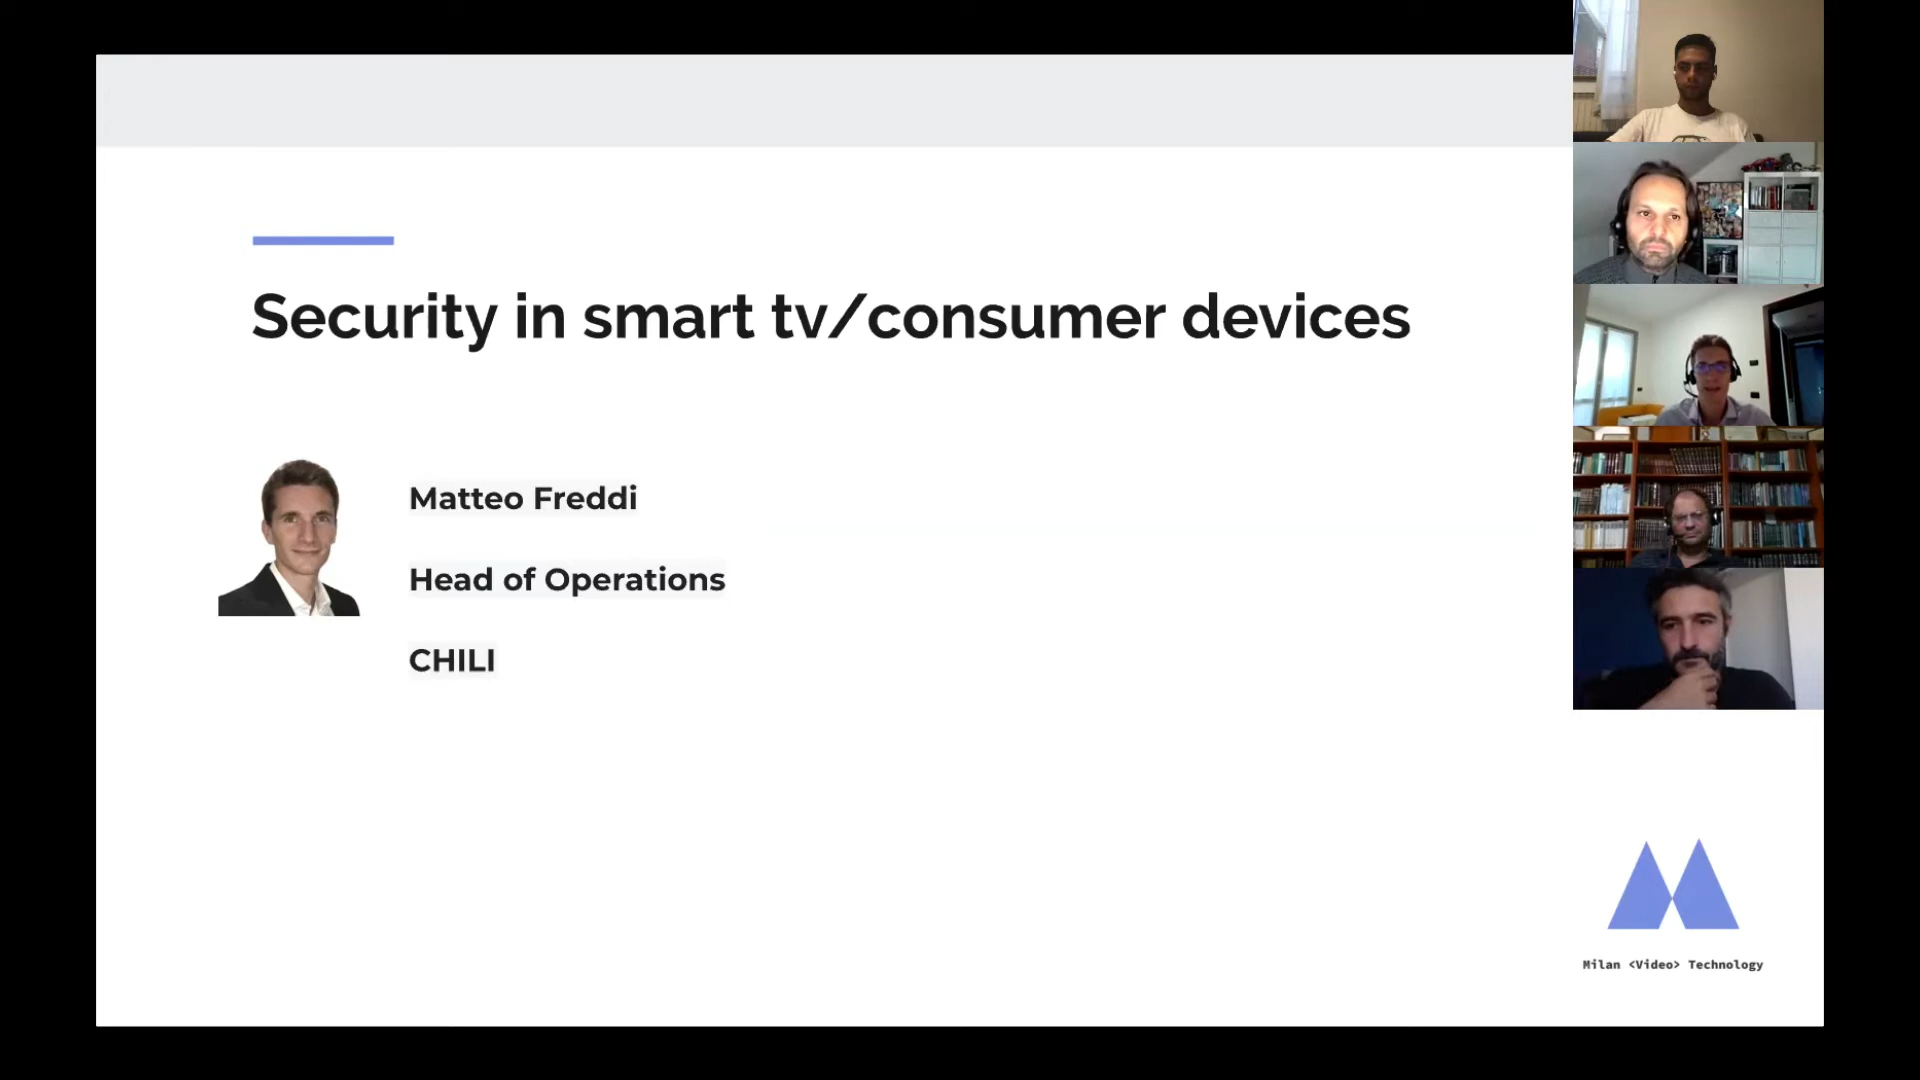 Security in smart tv/consumer devices
Matteo Freddi
Head of Operations
CHILI
Milan <Video> Technology